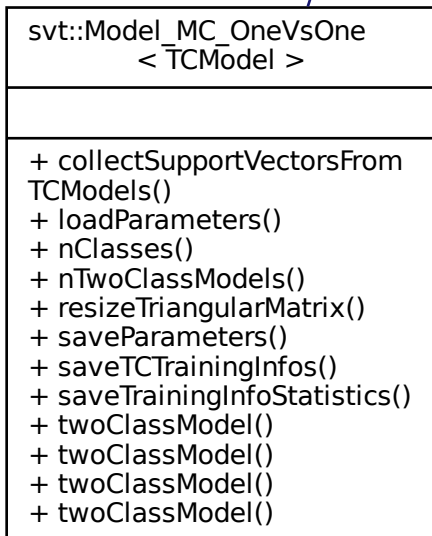 svt::Model_MC_OneVsOne
< TCModel >
+ collectSupportVectorsFrom
TCModels()
+ loadParameters()
+ nClasses()
+ nTwoClassModels()
+ resizeTriangularMatrix()
+ saveParameters()
+ saveTCTrainingInfos()
+ saveTrainingInfoStatistics()
+ twoClassModel()
+ twoClassModel()
+ twoClassModel()
+ twoClassModel()